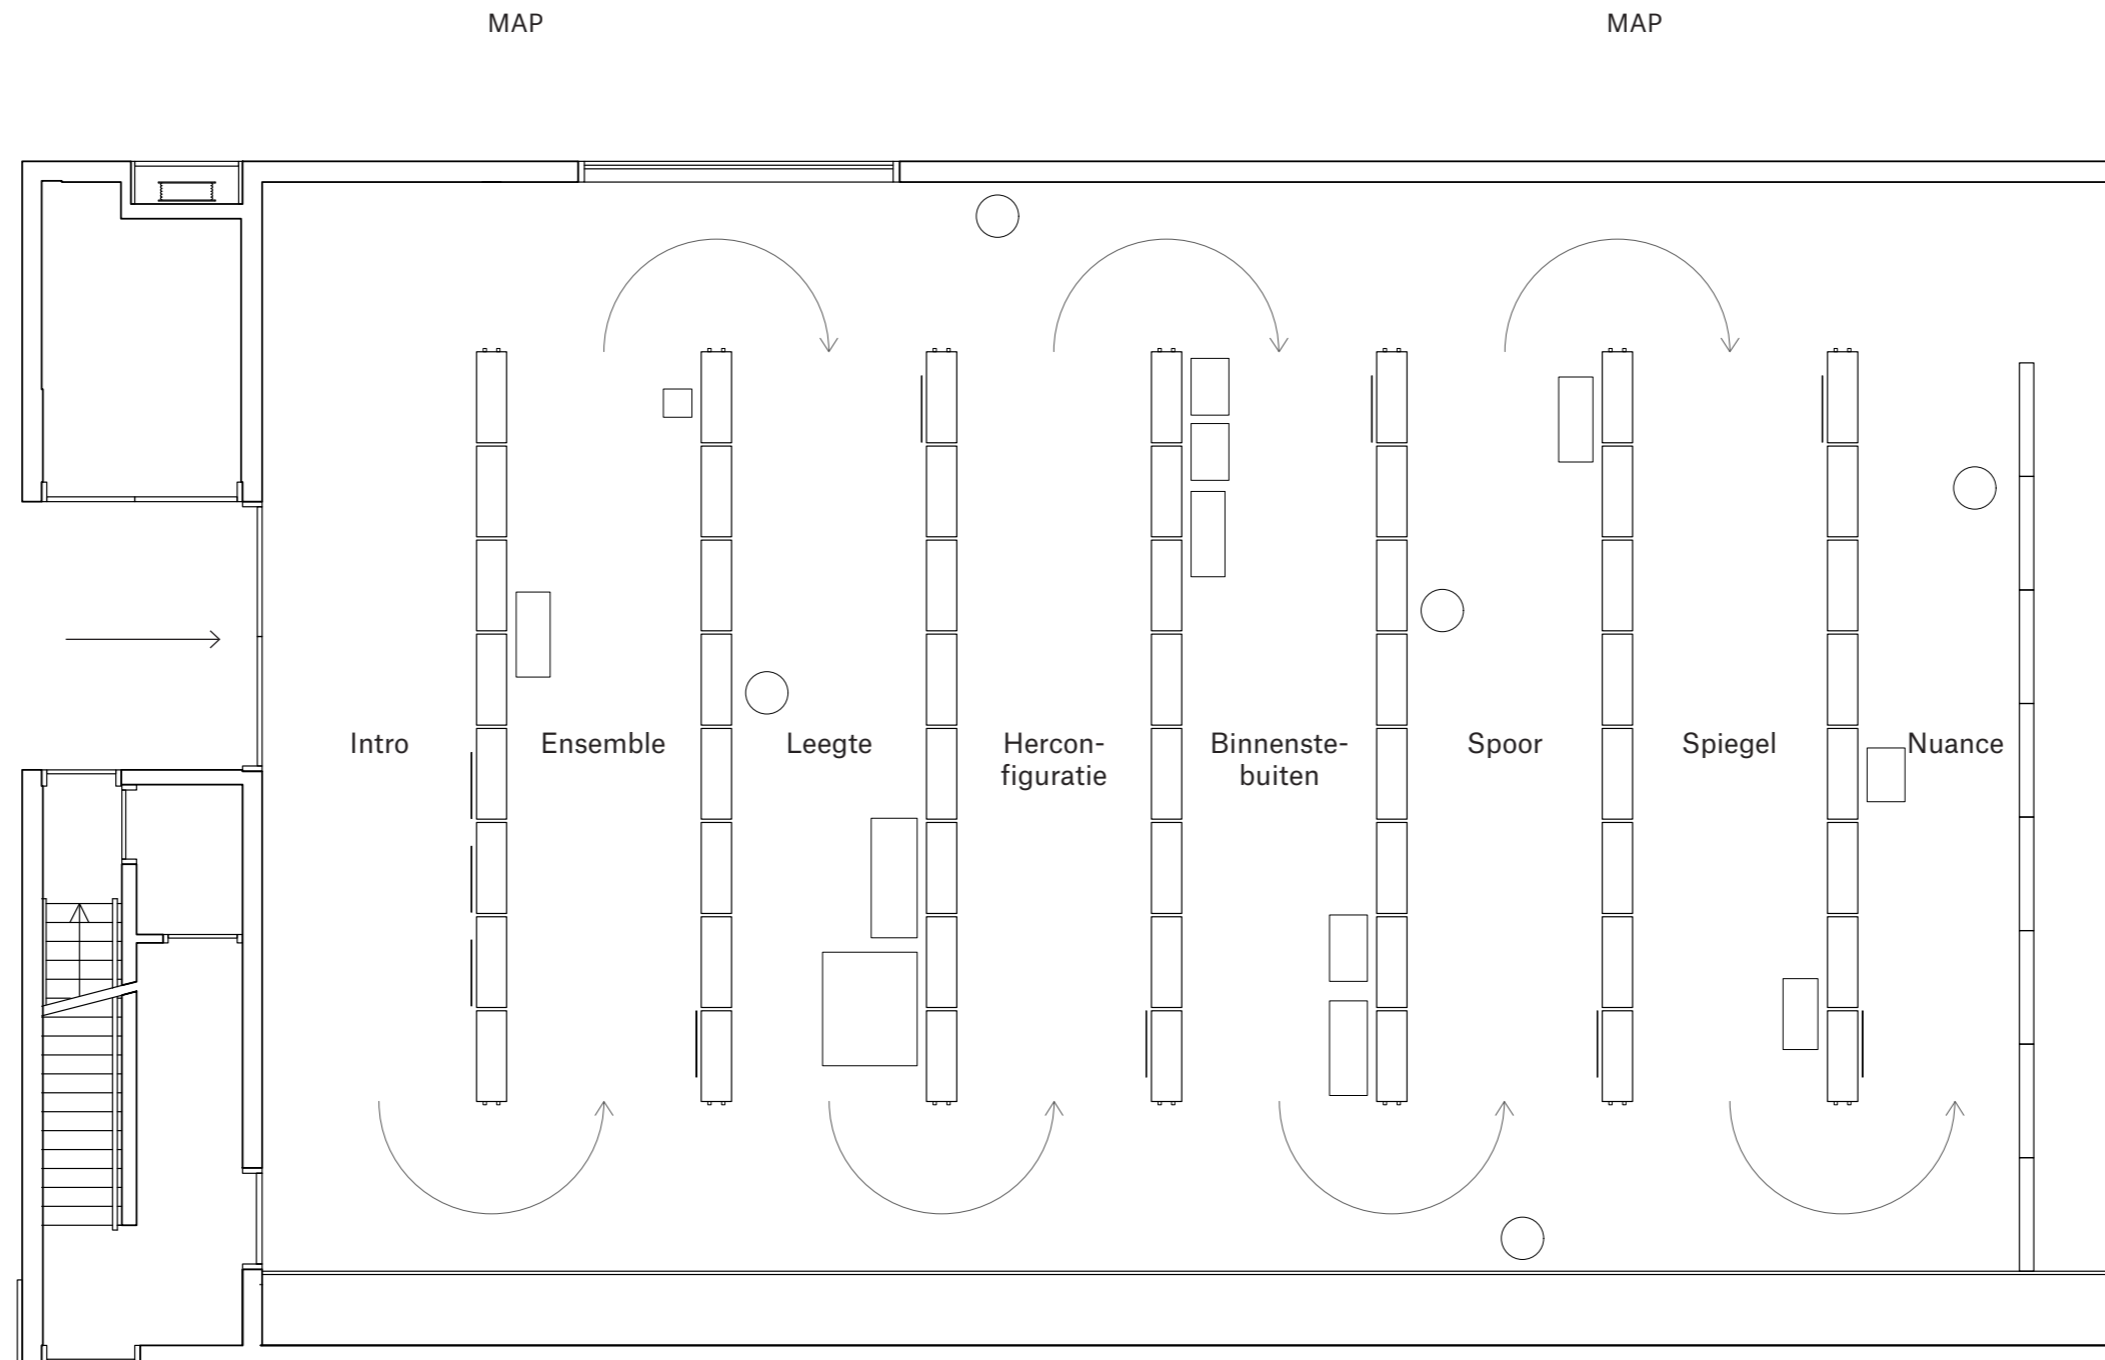 MAP
MAP
Intro
Ensemble
Leegte
Hercon-
figuratie
Binnenste-
buiten
Spoor
Spiegel
Nuance